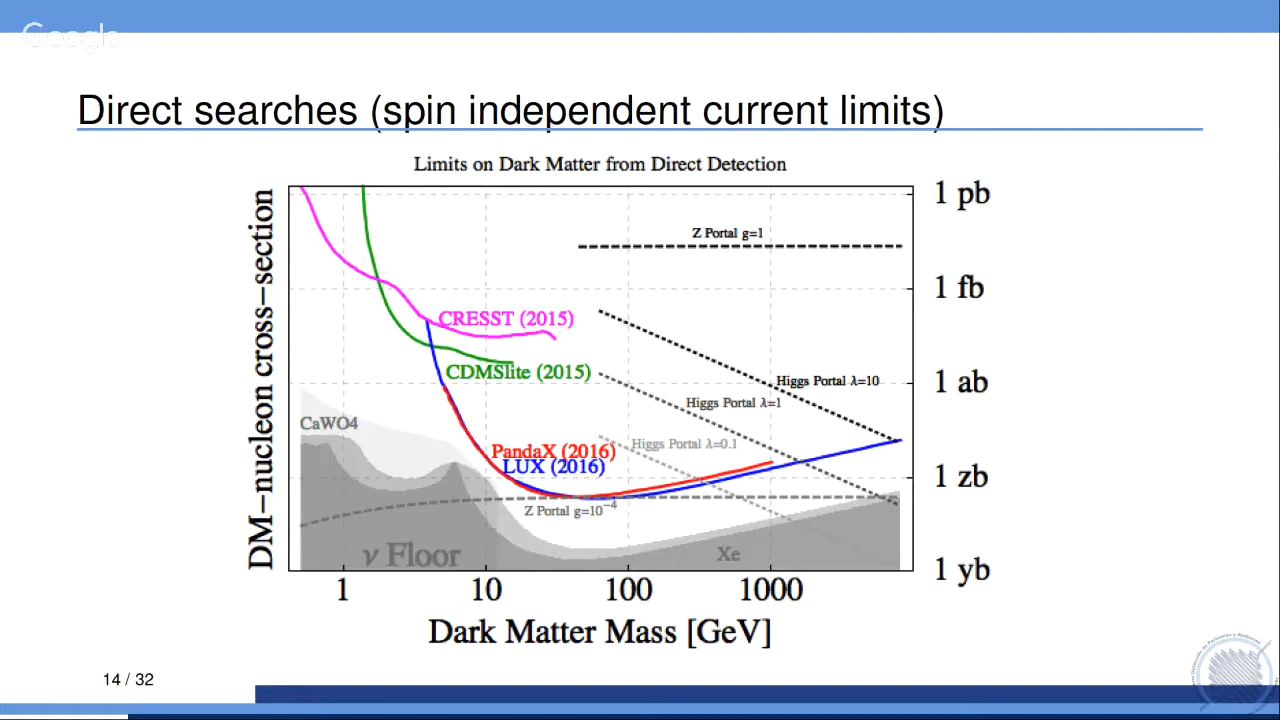 Google
Direct searches (spin independent current limits)
Limits on Dark Matter from Direct Detection
DM−nucleon cross−section
1 pb
1 fb
1 ab
1 zb
1 yb
Z Portal g=1
CRESST (2015)
CDMSlite (2015)
Higgs Portal λ=10
Higgs Portal λ=1
CaWO4
Higgs Portal λ=0.1
PandaX (2016)
LUX (2016)
Z Portal g=10⁻⁴
ν Floor
Xe
1 10 100 1000
Dark Matter Mass [GeV]
14 / 32